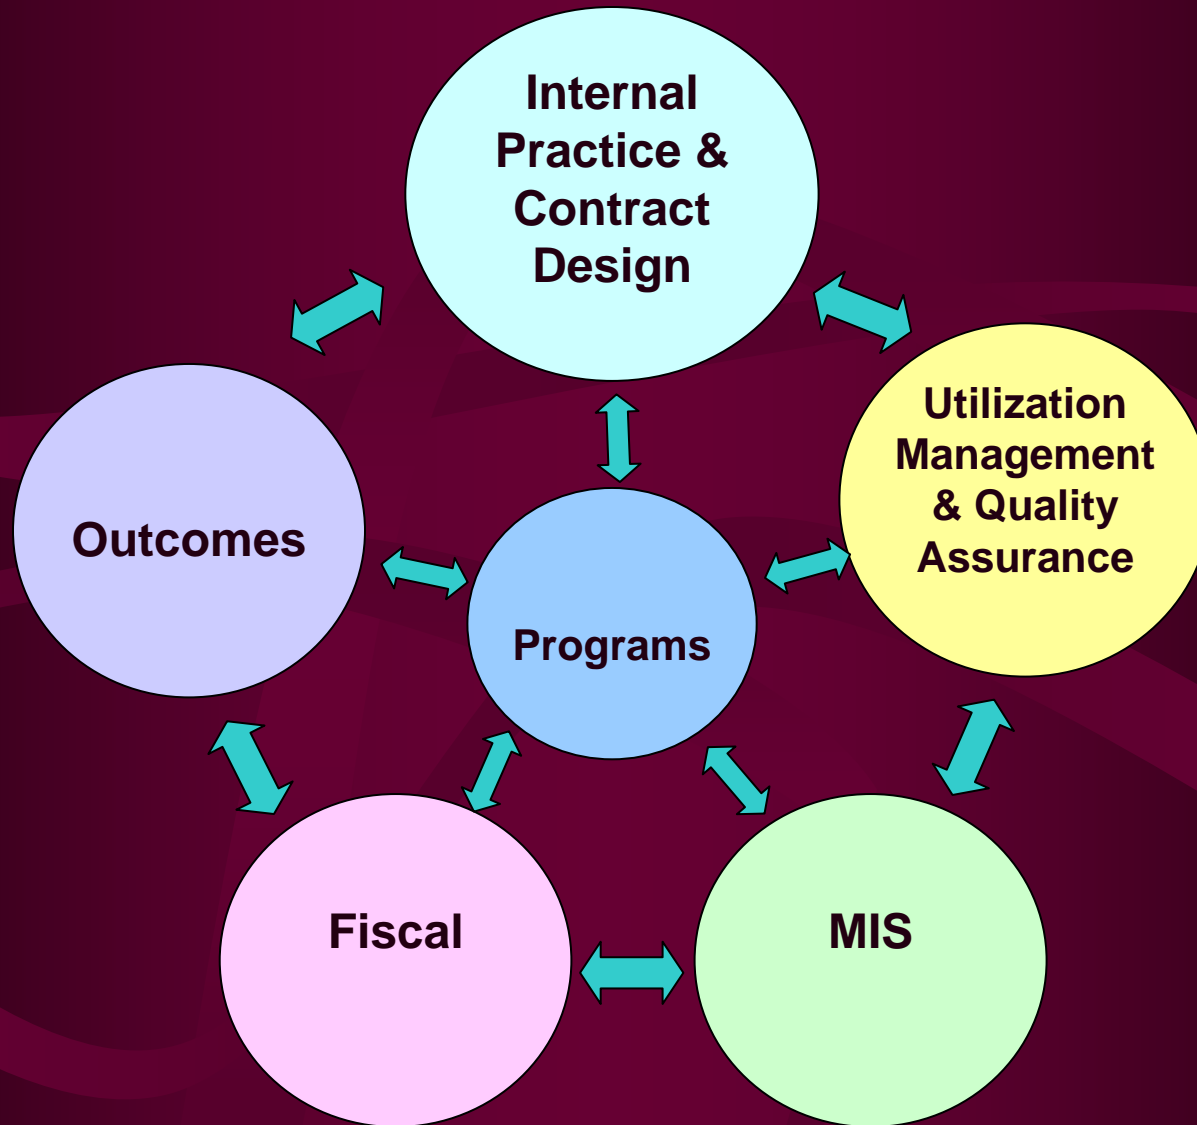 Internal
Practice &
Contract
Design
Utilization
Management
& Quality
Assurance
Outcomes
Programs
Fiscal
MIS